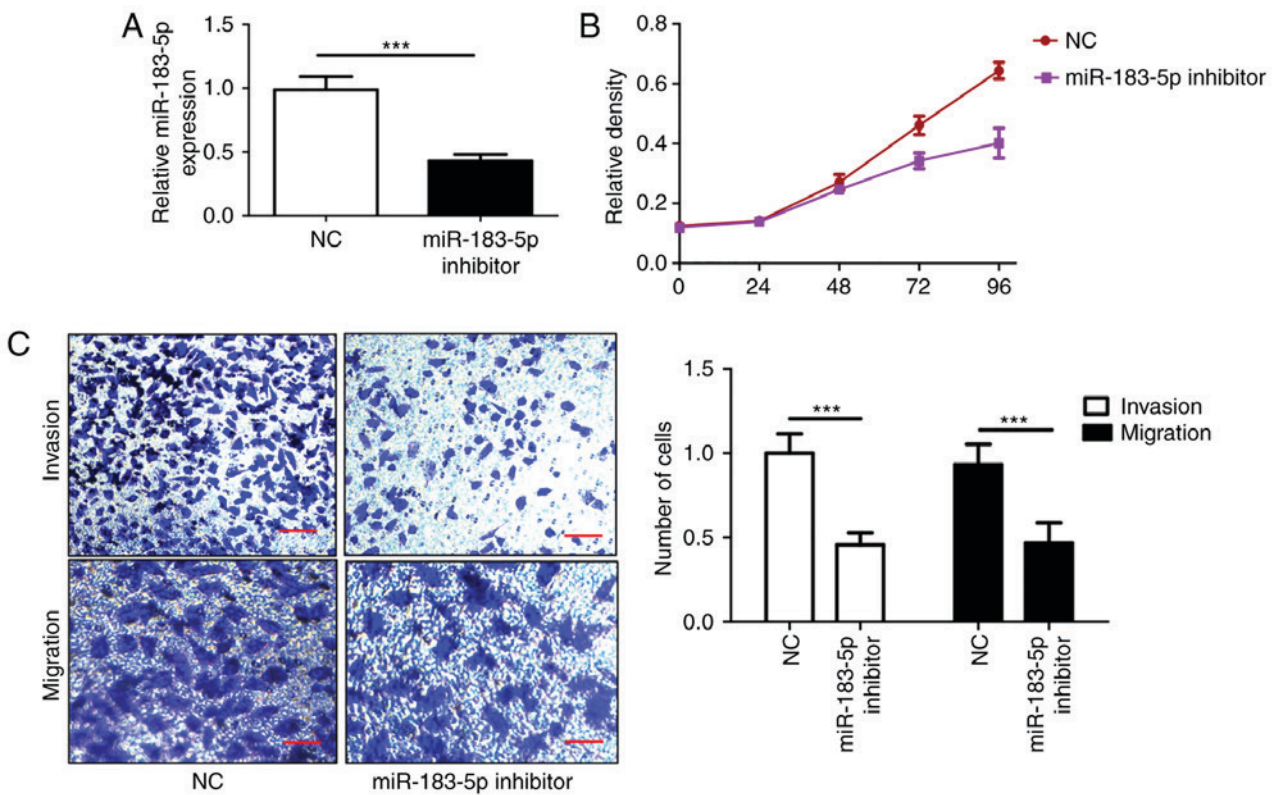 A
Relative miR-183-5p
expression
1.5
1.0
0.5
0.0
***
NC
miR-183-5p
inhibitor
B
Relative density
0.8
0.6
0.4
0.2
0.0
0
24
48
72
96
NC
miR-183-5p inhibitor
C
Invasion
Migration
NC
miR-183-5p inhibitor
Number of cells
1.5
1.0
0.5
0.0
***
***
NC
miR-183-5p
inhibitor
NC
miR-183-5p
inhibitor
Invasion
Migration